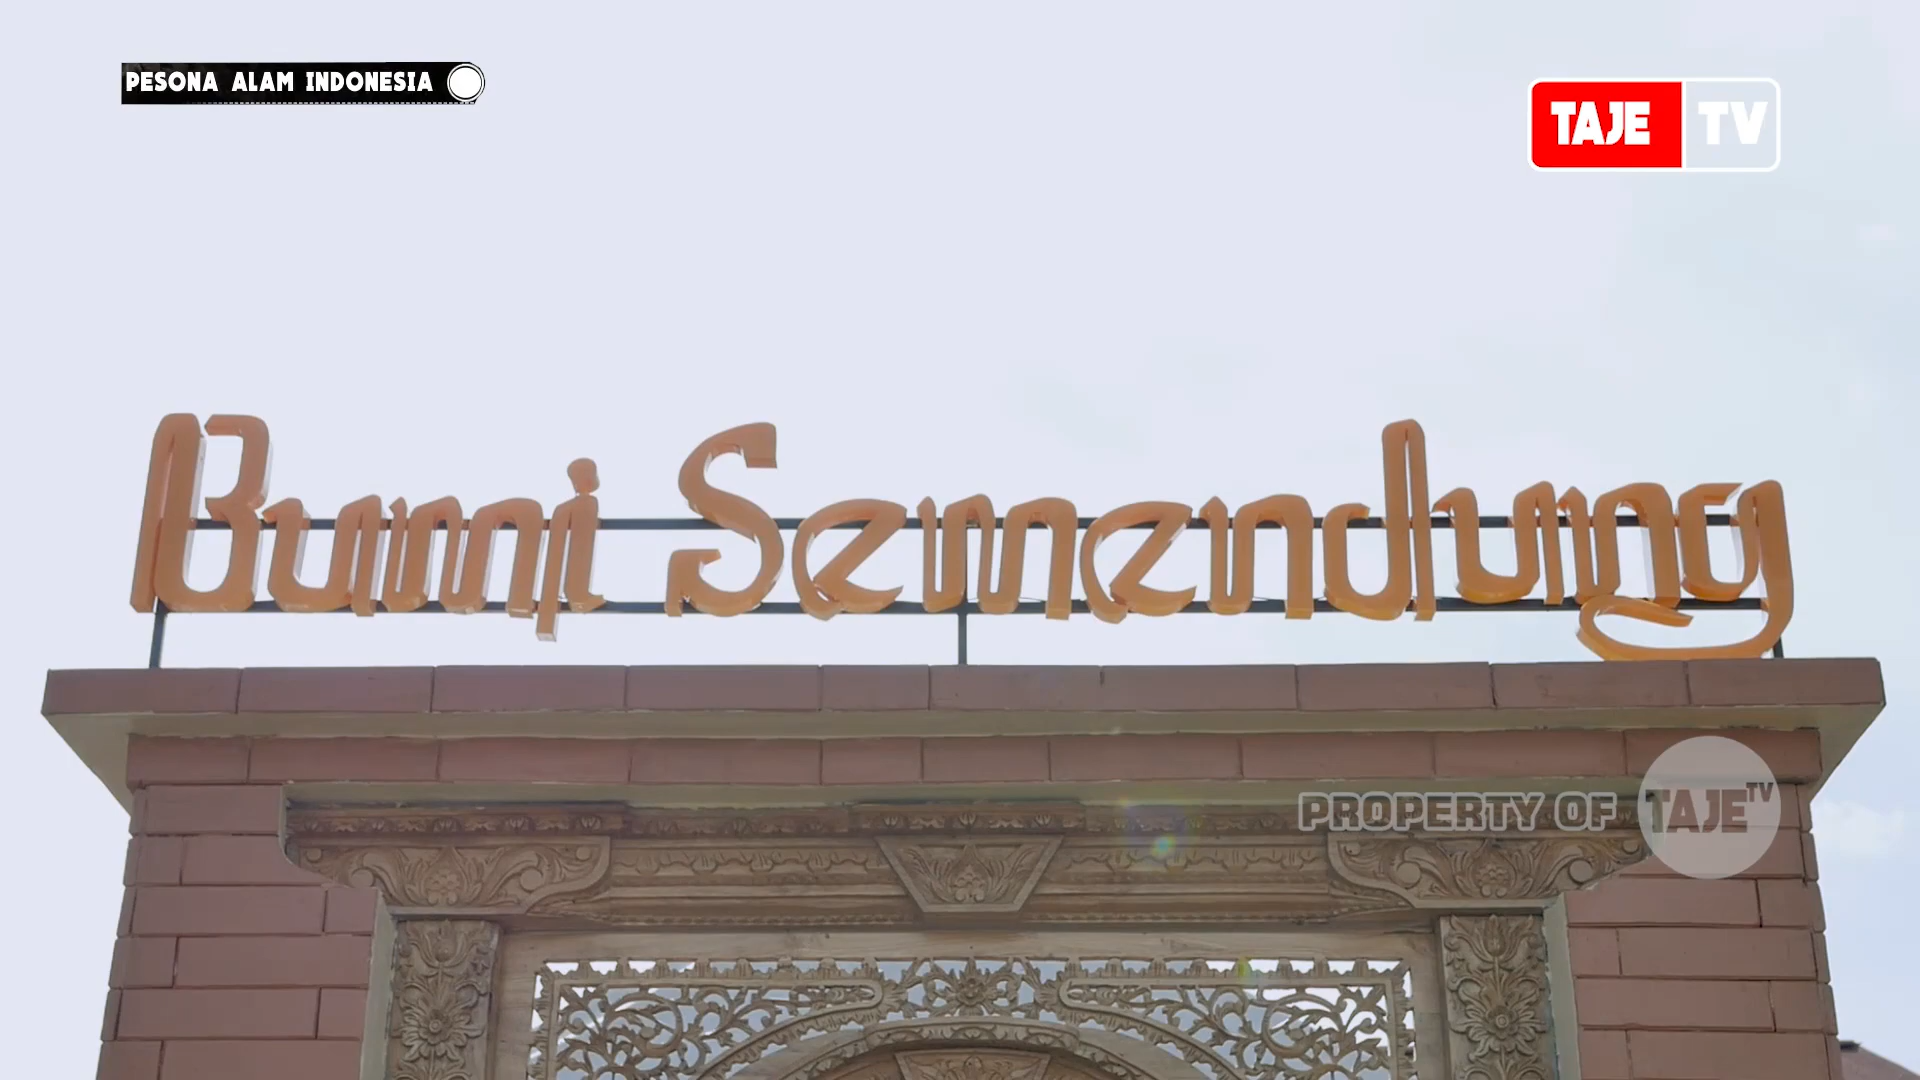 PESONA ALAM INDONESIA
TAJE TV
Bumi Semendung
PROPERTY OF TAJE TV